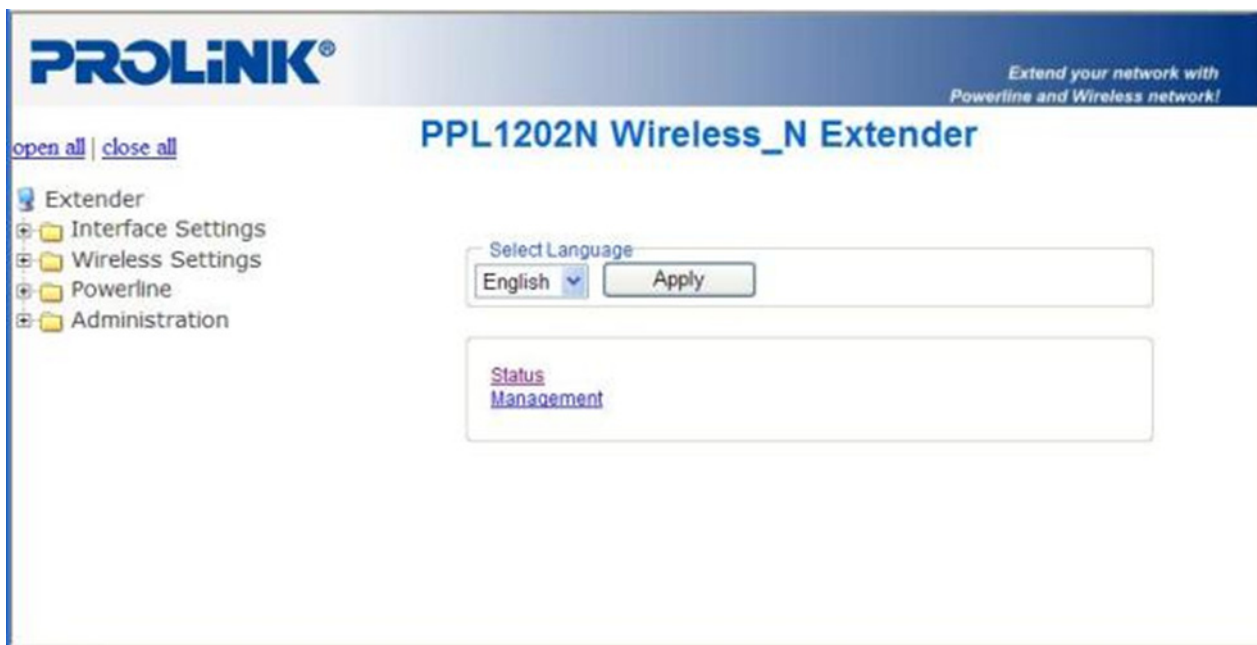 PROLiNK®
Extend your network with
Powerline and Wireless network!
open all | close all
PPL1202N Wireless_N Extender
Extender
Interface Settings
Wireless Settings
Powerline
Administration
Select Language
English Apply
Status
Management